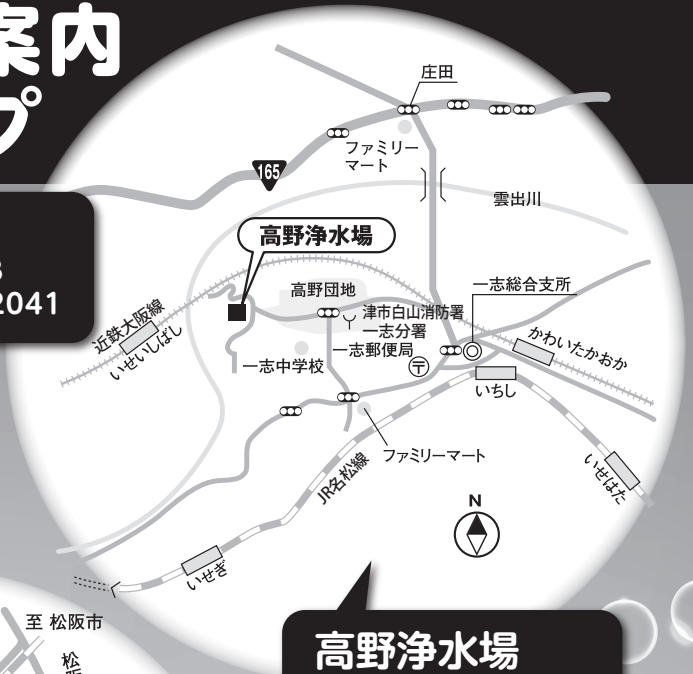 案内
プ
2041
庄田
ファミリー
マート
165
雲出川
高野浄水場
高野団地
一志総合支所
津市白山消防署
一志分署
一志郵便局
〒
近鉄大阪線
いせいしばし
かわいたかおか
一志中学校
いちし
ファミリーマート
JR名松線
いせはた
N
いせぎ
高野浄水場
至 松阪市
松